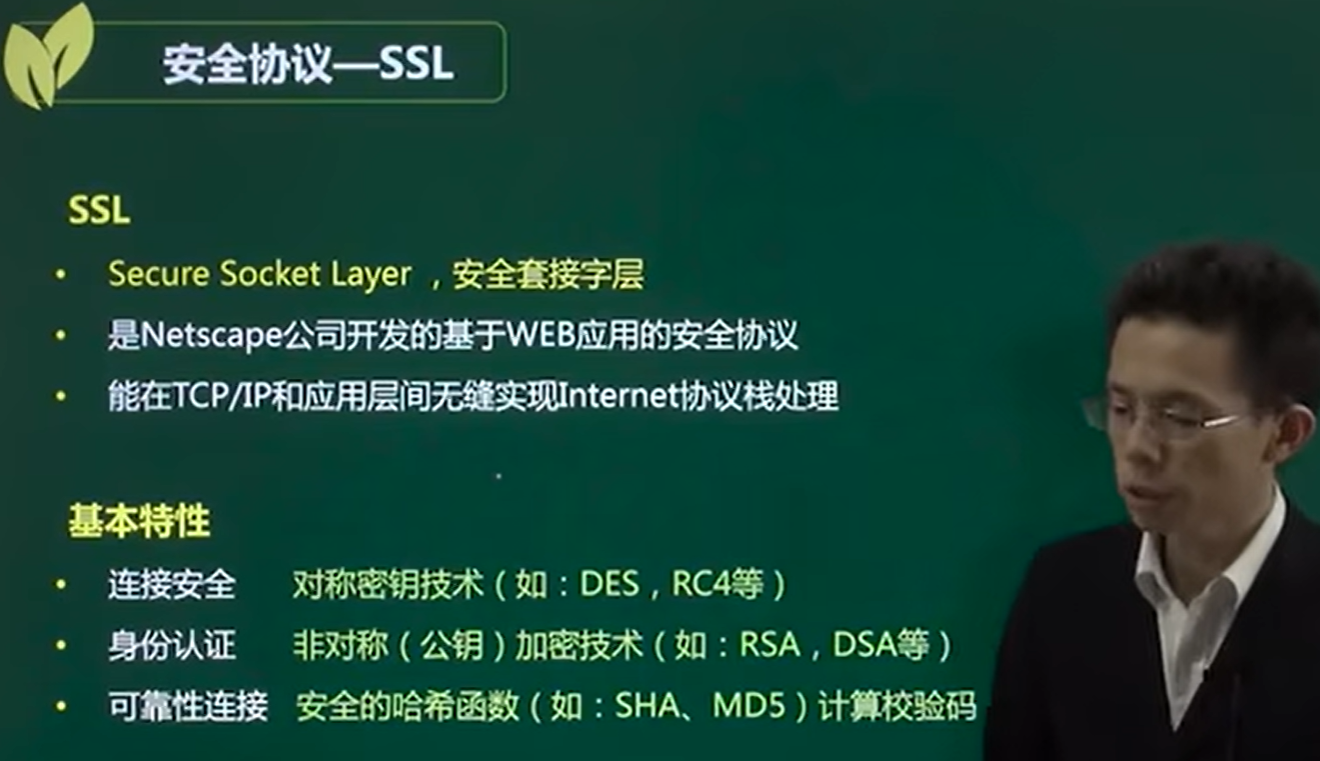 安全协议—SSL
SSL
• Secure Socket Layer ，安全套接字层
• 是Netscape公司开发的基于WEB应用的安全协议
• 能在TCP/IP和应用层间无缝实现Internet协议栈处理
基本特性
• 连接安全 对称密钥技术（如：DES，RC4等）
• 身份认证 非对称（公钥）加密技术（如：RSA，DSA等）
• 可靠性连接 安全的哈希函数（如：SHA、MD5）计算校验码